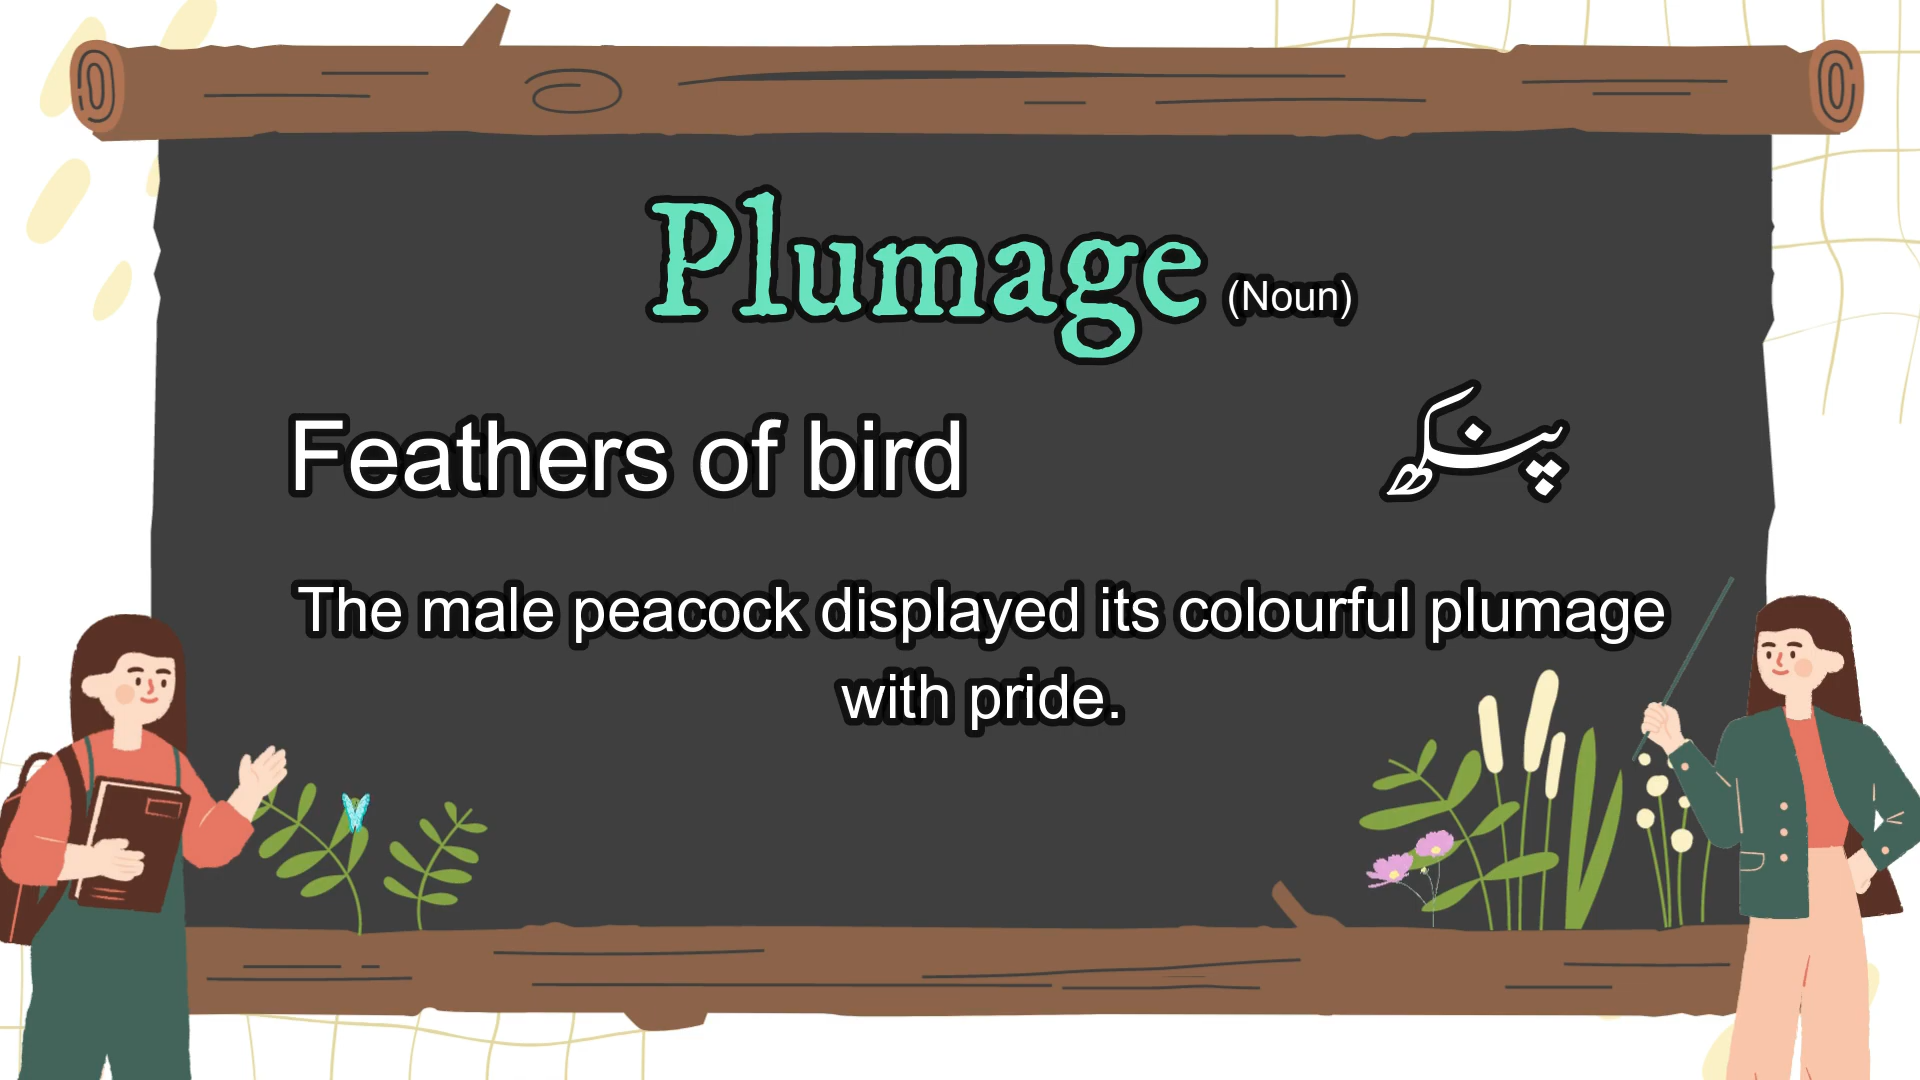 Plumage (Noun)
Feathers of bird پنکھ
The male peacock displayed its colourful plumage
with pride.